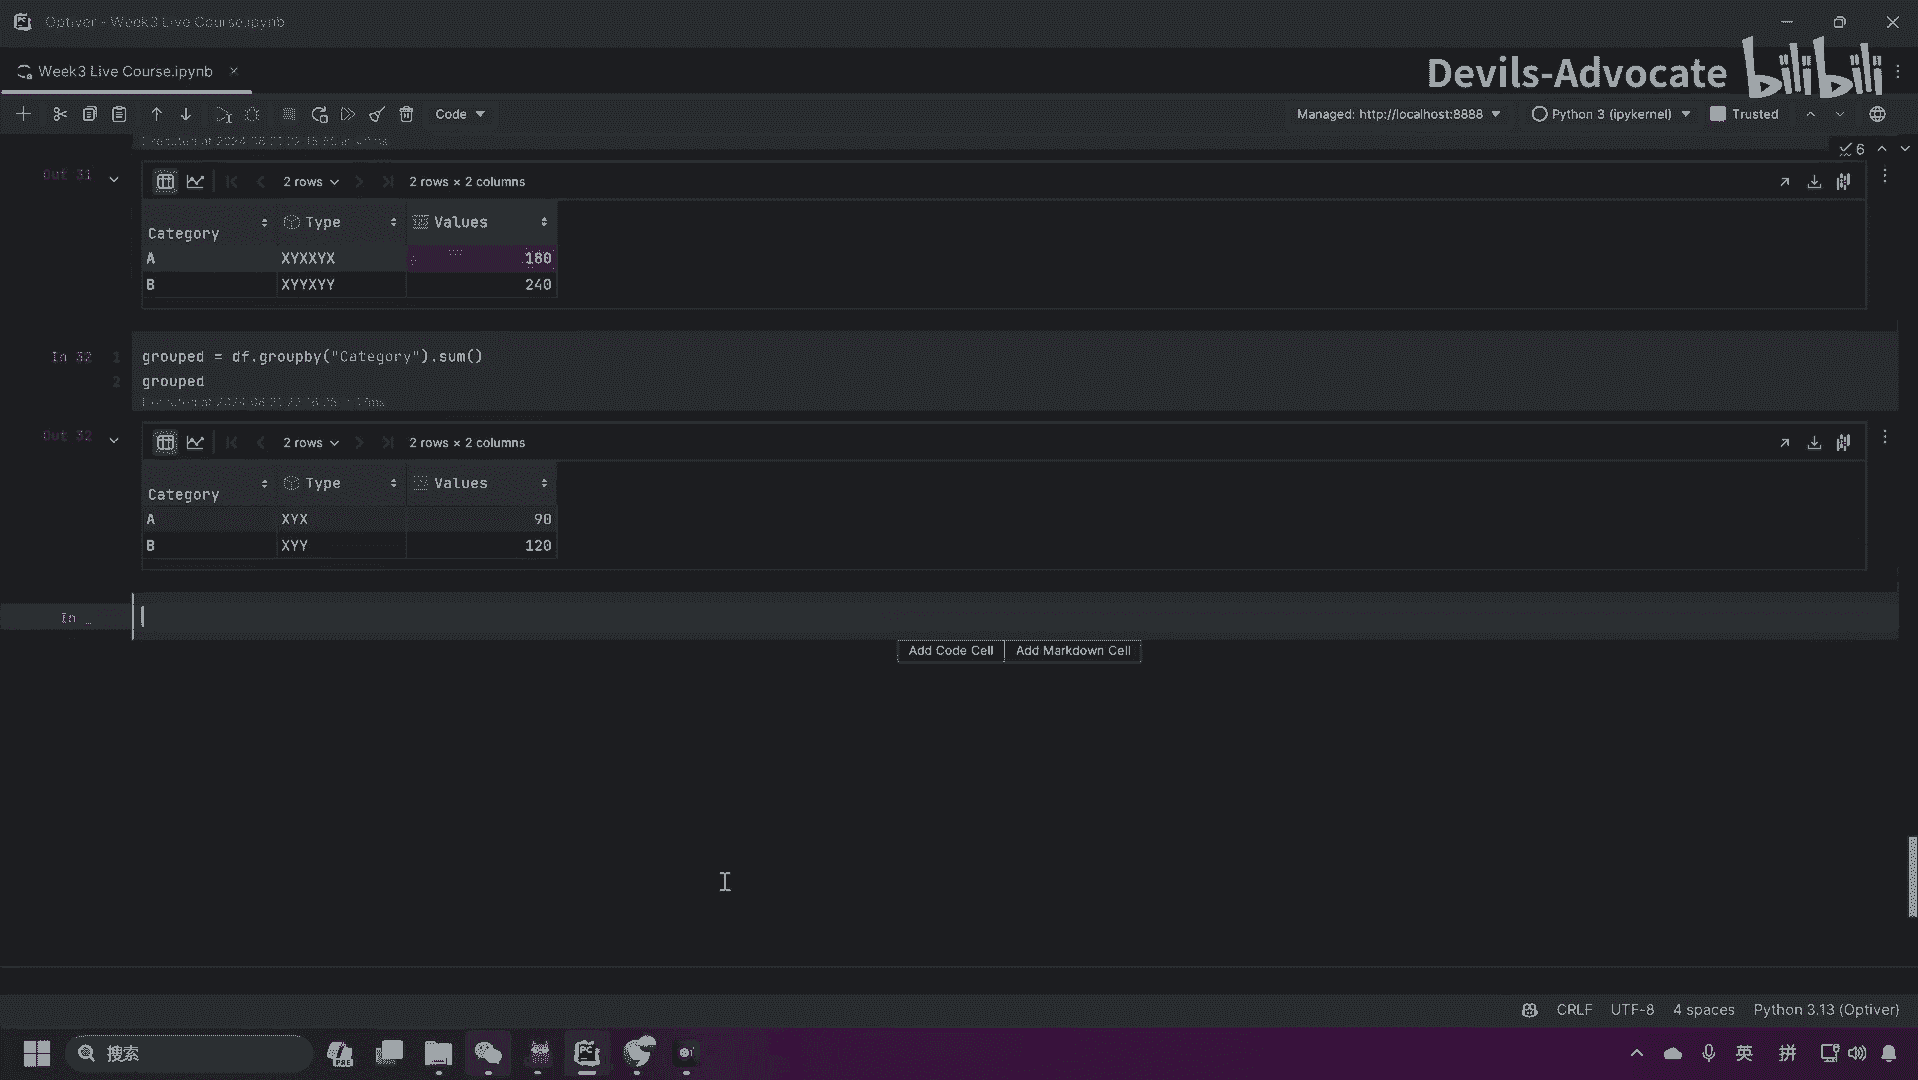 Optiver - Week3 Live Course.ipynb
Week3 Live Course.ipynb
Devils-Advocate bilibili
Code
Managed: http://localhost:8888
Python 3 (ipykernel)
Trusted
6
Out 31
2 rows
2 rows × 2 columns
Category Type Values
A XYXXYX 180
B XYYXYY 240
In 32
1 grouped = df.groupby("Category").sum()
2 grouped
Out 32
2 rows
2 rows × 2 columns
Category Type Values
A XYX 90
B XYY 120
In _
Add Code Cell
Add Markdown Cell
CRLF UTF-8 4 spaces Python 3.13 (Optiver)
搜索
PRE
PC
英
拼